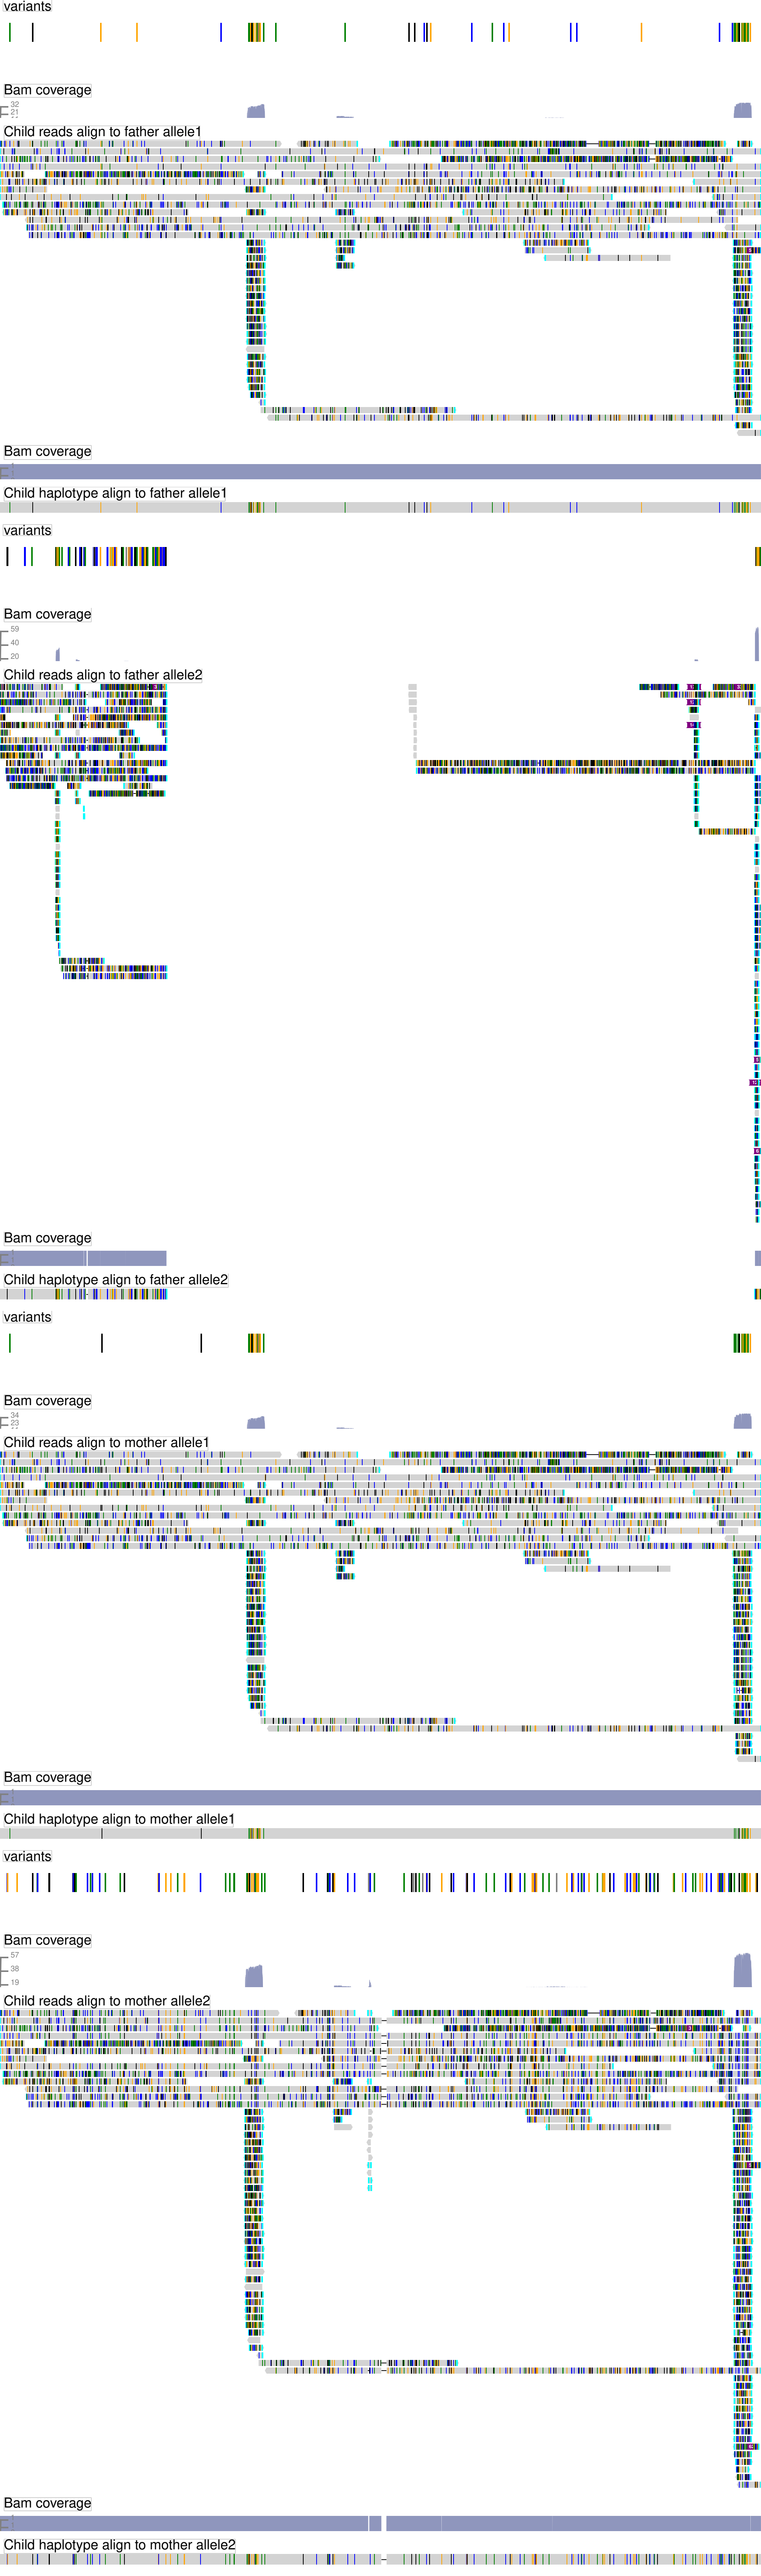 variants
Bam coverage
32
21
Child reads align to father allele1
Bam coverage
Child haplotype align to father allele1
variants
Bam coverage
59
40
20
Child reads align to father allele2
Bam coverage
Child haplotype align to father allele2
variants
Bam coverage
34
23
Child reads align to mother allele1
Bam coverage
Child haplotype align to mother allele1
variants
Bam coverage
57
38
19
Child reads align to mother allele2
Bam coverage
Child haplotype align to mother allele2